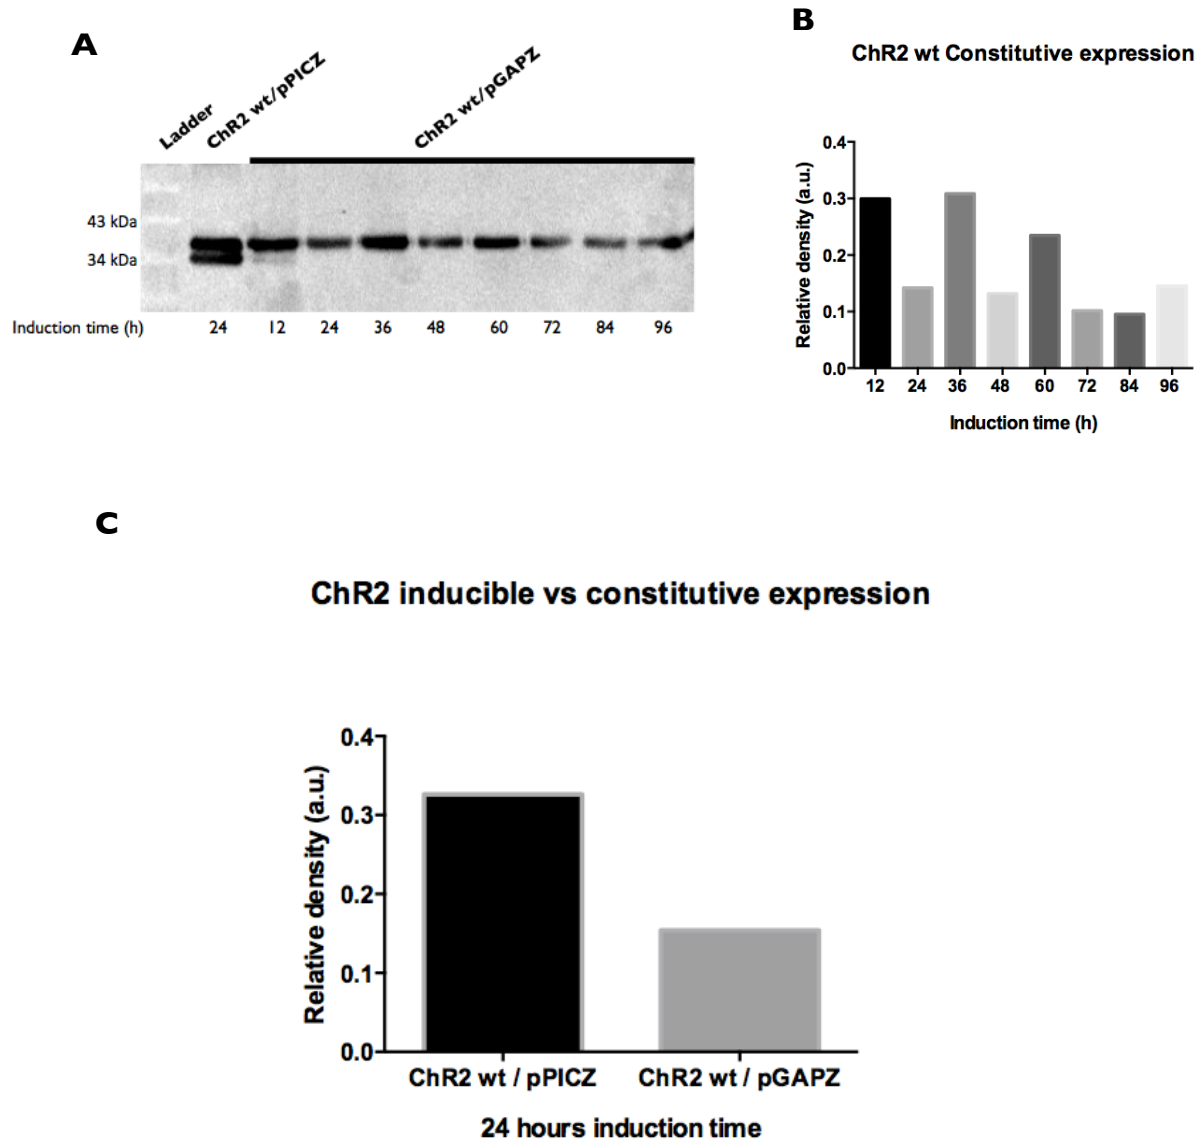 A
Ladder
ChR2 wt/pPICZ
ChR2 wt/pGAPZ
43 kDa
34 kDa
Induction time (h) 24 12 24 36 48 60 72 84 96
B
ChR2 wt Constitutive expression
Relative density (a.u.)
0.4
0.3
0.2
0.1
0.0
12 24 36 48 60 72 84 96
Induction time (h)
C
ChR2 inducible vs constitutive expression
Relative density (a.u.)
0.4
0.3
0.2
0.1
0.0
ChR2 wt / pPICZ ChR2 wt / pGAPZ
24 hours induction time